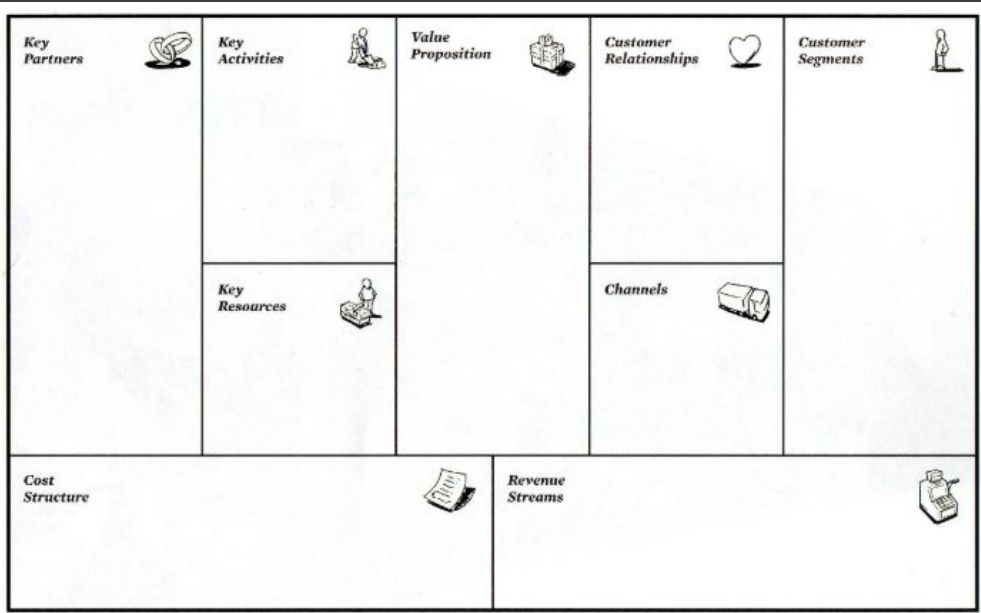 Key
Partners
Key
Activities
Value
Proposition
Customer
Relationships
Customer
Segments
Key
Resources
Channels
Cost
Structure
Revenue
Streams